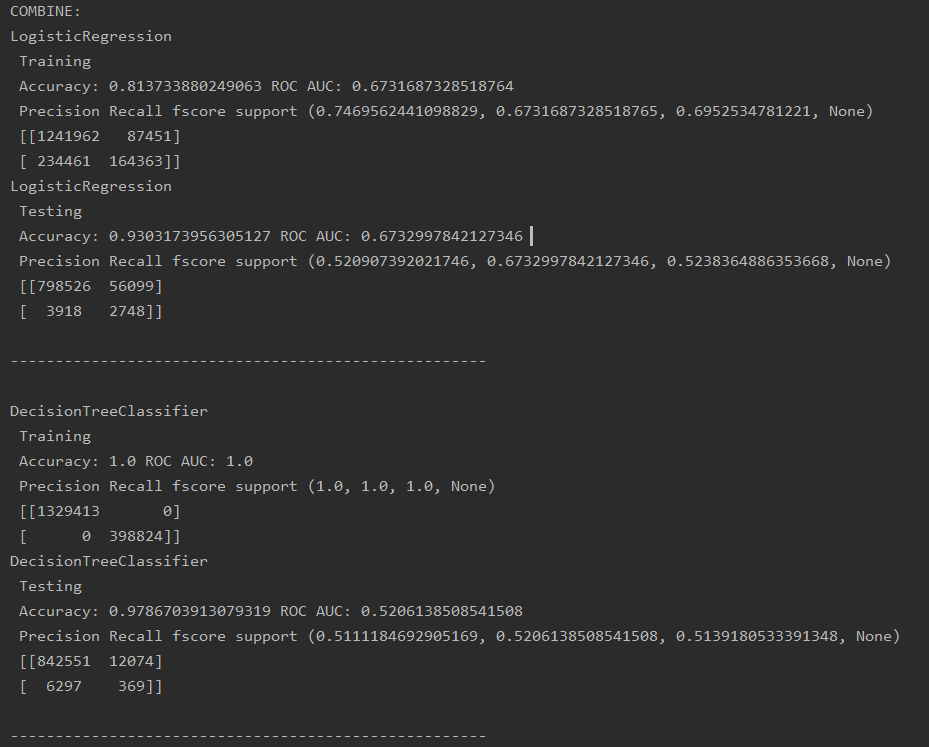 COMBINE:
LogisticRegression
Training
Accuracy: 0.813733880249063 ROC AUC: 0.6731687328518764
Precision Recall fscore support (0.7469562441098829, 0.6731687328518765, 0.6952534781221, None)
[[1241962   87451]
[ 234461  164363]]
LogisticRegression
Testing
Accuracy: 0.9303173956305127 ROC AUC: 0.6732997842127346
Precision Recall fscore support (0.520907392021746, 0.6732997842127346, 0.5238364886353668, None)
[[798526  56099]
[  3918   2748]]
-----------------------------------------------------
DecisionTreeClassifier
Training
Accuracy: 1.0 ROC AUC: 1.0
Precision Recall fscore support (1.0, 1.0, 1.0, None)
[[1329413       0]
[      0  398824]]
DecisionTreeClassifier
Testing
Accuracy: 0.9786703913079319 ROC AUC: 0.5206138508541508
Precision Recall fscore support (0.5111184692905169, 0.5206138508541508, 0.5139180533391348, None)
[[842551  12074]
[  6297    369]]
-----------------------------------------------------